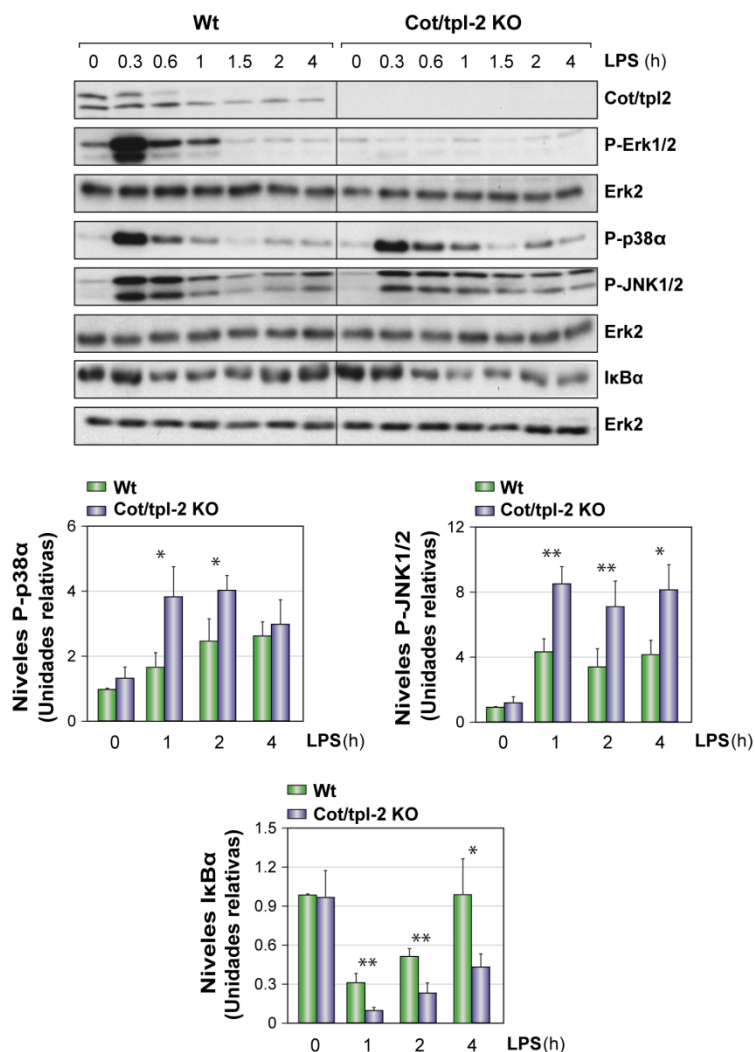 Wt Cot/tpl-2 KO
0 0.3 0.6 1 1.5 2 4 0 0.3 0.6 1 1.5 2 4 LPS (h)
Cot/tpl2
P-Erk1/2
Erk2
P-p38α
P-JNK1/2
Erk2
IκBα
Erk2
Wt
Cot/tpl-2 KO
Niveles P-p38α
(Unidades relativas)
6
4
2
0
* *
0 1 2 4 LPS(h)
Wt
Cot/tpl-2 KO
Niveles P-JNK1/2
(Unidades relativas)
12
8
4
0
** ** *
0 1 2 4 LPS(h)
Wt
Cot/tpl-2 KO
Niveles IκBα
(Unidades relativas)
1.5
1.2
0.9
0.6
0.3
0
** ** *
0 1 2 4 LPS(h)